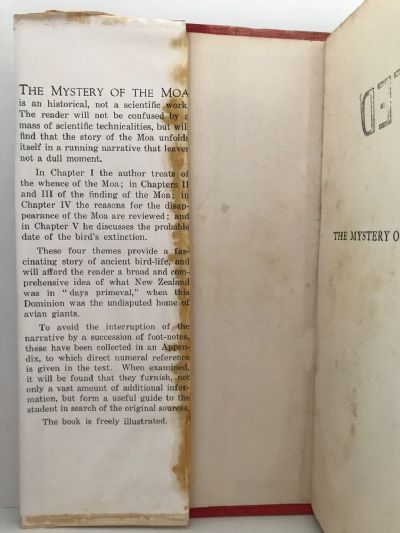 THE MYSTERY OF THE MOA
is an historical, not a scientific work.
The reader will not be confused by a
mass of scientific technicalities, but will
find that the story of the Moa unfolds
itself in a running narrative that leaves
not a dull moment.
In Chapter I the author treats of
the whence of the Moa; in Chapters II
and III of the finding of the Moa; in
Chapter IV the reasons for the disap-
pearance of the Moa are reviewed; and
in Chapter V he discusses the probable
date of the bird's extinction.
These four themes provide a fas-
cinating story of ancient bird-life, and
will afford the reader a broad and com-
prehensive idea of what New Zealand
was in "days primeval," when this
Dominion was the undisputed home of
avian giants.
To avoid the interruption of the
narrative by a succession of foot-notes,
these have been collected in an Appen-
dix, to which direct numeral reference
is given in the text. When examined,
it will be found that they furnish, not
only a vast amount of additional infor-
mation, but form a useful guide to the
student in search of the original sources.
The book is freely illustrated.
THE MYSTERY O